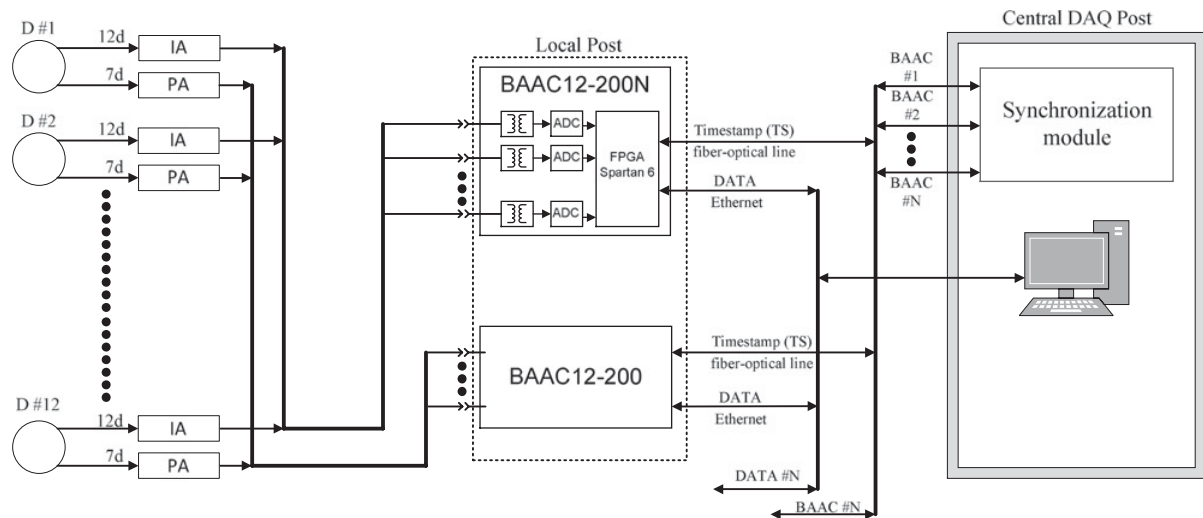 D #1
12d
IA
7d
PA
D #2
12d
IA
7d
PA
D #12
12d
IA
7d
PA
Local Post
BAAC12-200N
ADC
ADC
ADC
FPGA
Spartan 6
BAAC12-200
Timestamp (TS)
fiber-optical line
DATA
Ethernet
Timestamp (TS)
fiber-optical line
DATA
Ethernet
DATA #N
BAAC #N
Central DAQ Post
BAAC
#1
BAAC
#2
BAAC
#N
Synchronization
module